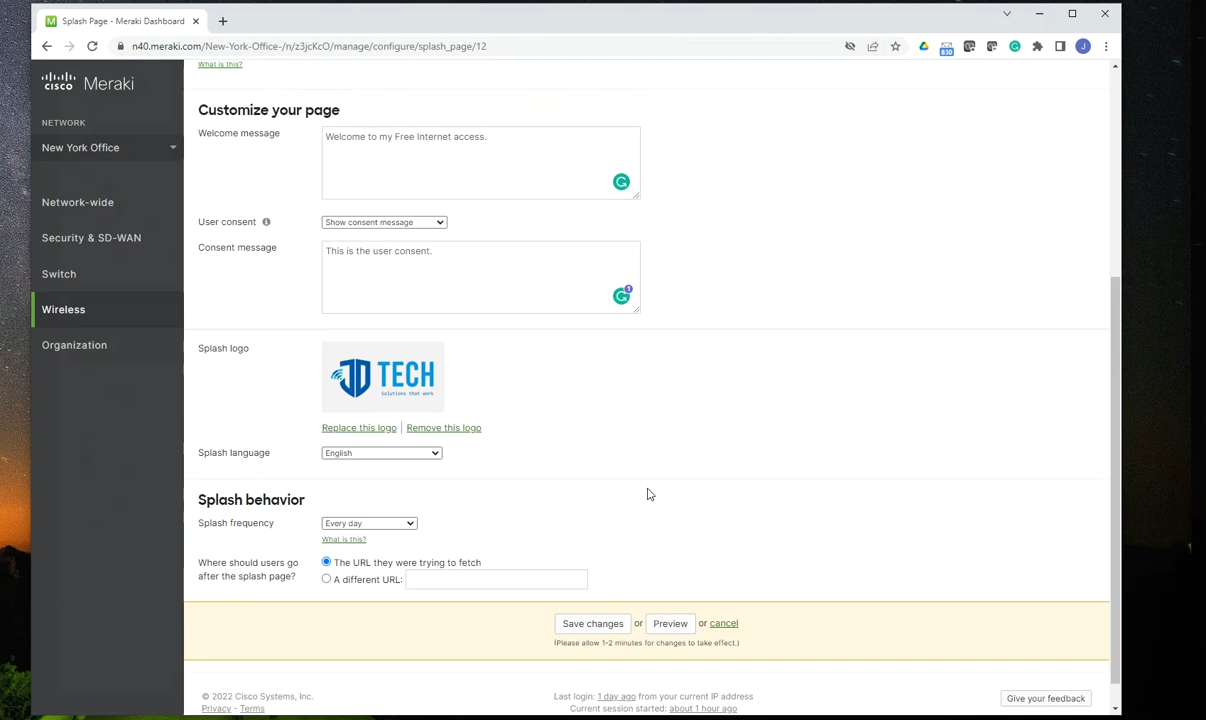 Splash Page - Meraki Dashboard
n40.meraki.com/New-York-Office-/n/z3jcKcO/manage/configure/splash_page/12
830
J
cisco Meraki
NETWORK
New York Office
Network-wide
Security & SD-WAN
Switch
Wireless
Organization
What is this?
Customize your page
Welcome message
Welcome to my Free Internet access.
User consent
Show consent message
Consent message
This is the user consent.
1
Splash logo
JD TECH
Solutions that work
Replace this logo | Remove this logo
Splash language
English
Splash behavior
Splash frequency
Every day
What is this?
Where should users go
after the splash page?
The URL they were trying to fetch
A different URL:
Save changes or Preview or cancel
(Please allow 1-2 minutes for changes to take effect.)
© 2022 Cisco Systems, Inc.
Privacy - Terms
Last login: 1 day ago from your current IP address
Current session started: about 1 hour ago
Give your feedback